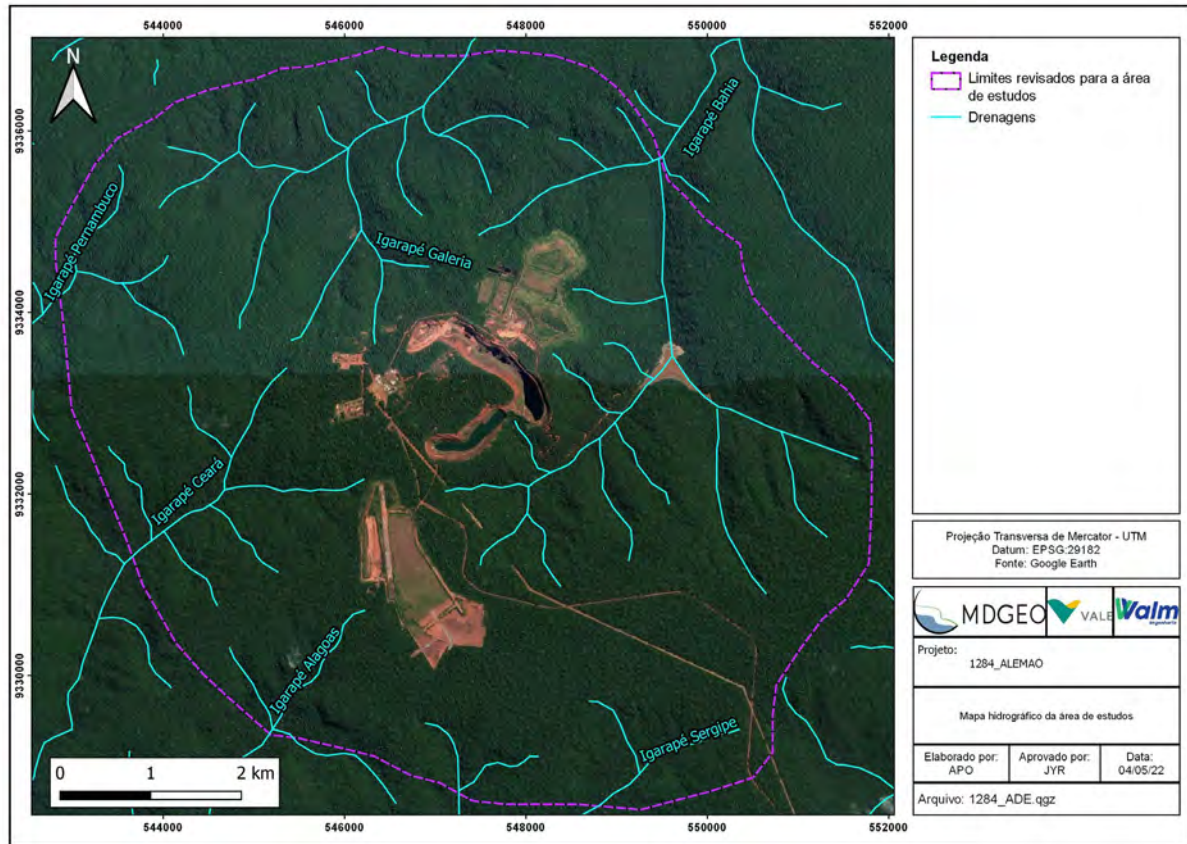 544000
546000
548000
550000
552000
N
9336000
9334000
9332000
9330000
Igarapé Bahia
Igarapé Pernambuco
Igarapé Galeria
Igarapé Ceará
Igarapé Alagoas
Igarapé Sergipe
0 1 2 km
544000
546000
548000
550000
552000
Legenda
Limites revisados para a área
de estudos
Drenagens
Projeção Transversa de Mercator - UTM
Datum: EPSG:29182
Fonte: Google Earth
MDGEO
VALE
Walm
engenharia
Projeto:
1284_ALEMAO
Mapa hidrográfico da área de estudos
Elaborado por:
APO
Aprovado por:
JYR
Data:
04/05/22
Arquivo: 1284_ADE.qgz